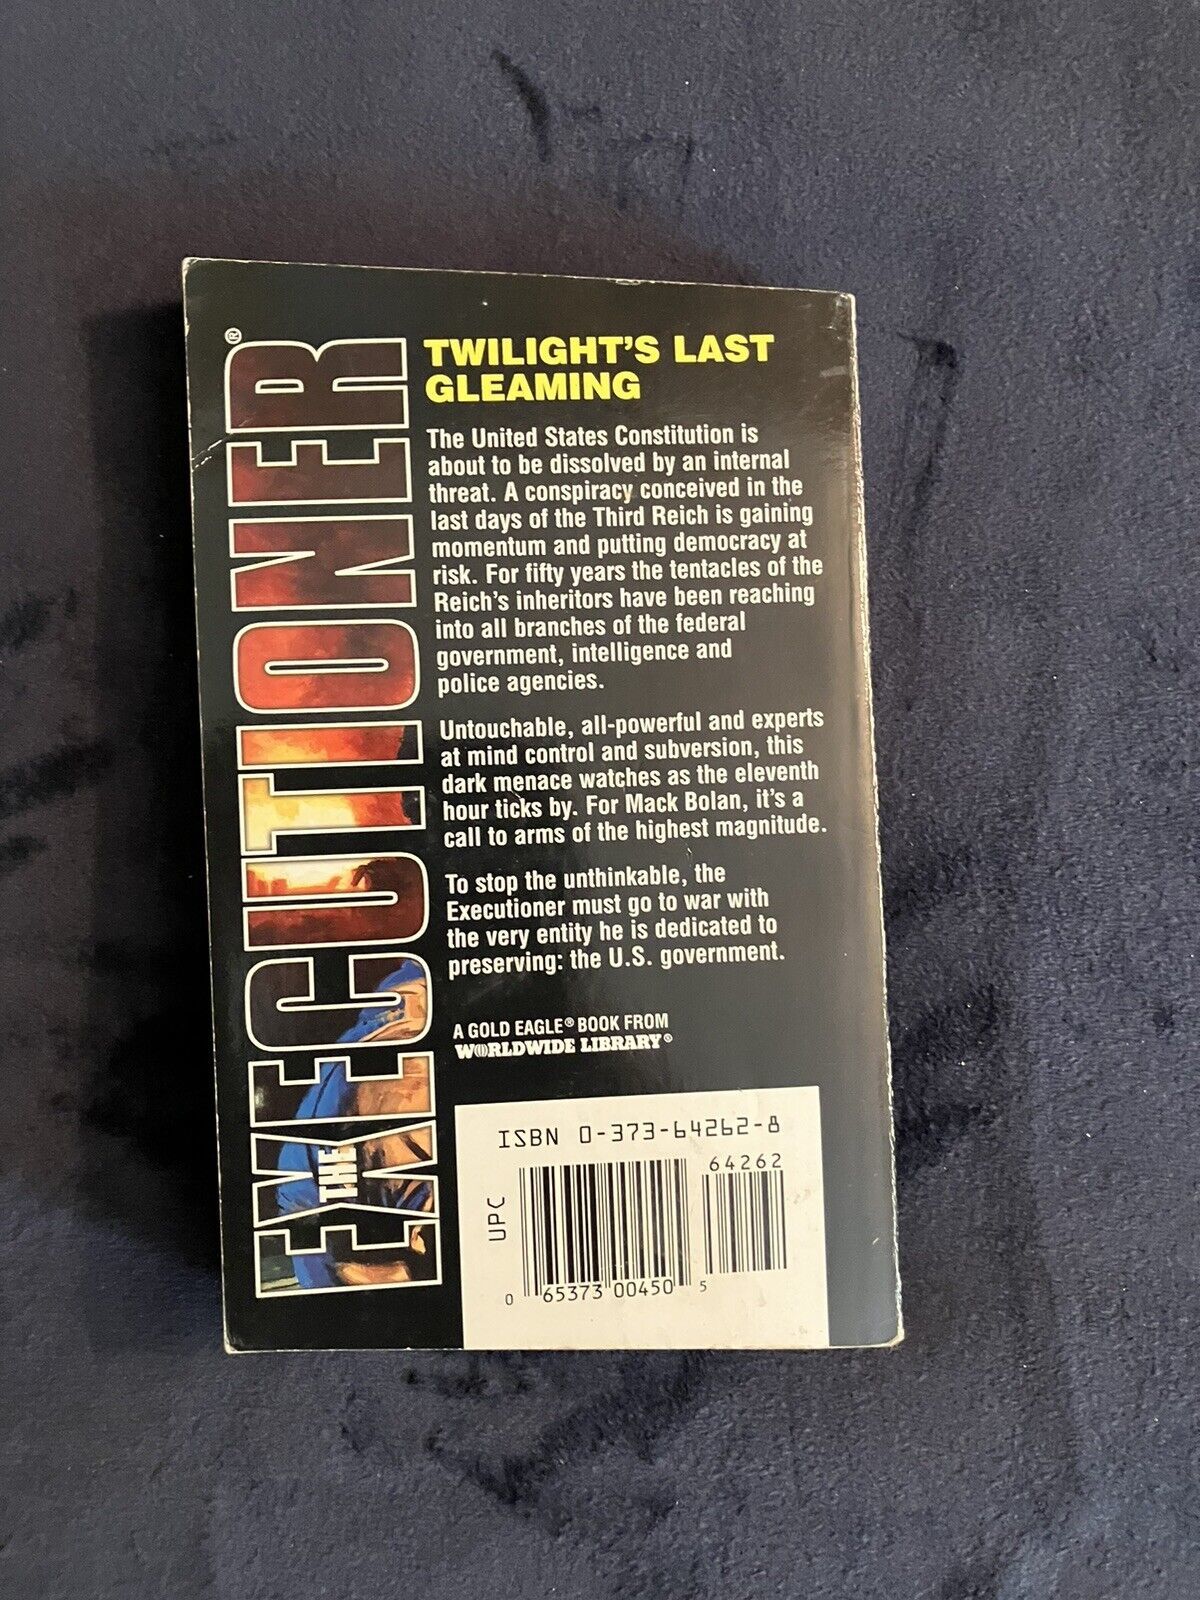 THE
EXECUTIONER®
TWILIGHT'S LAST
GLEAMING
The United States Constitution is
about to be dissolved by an internal
threat. A conspiracy conceived in the
last days of the Third Reich is gaining
momentum and putting democracy at
risk. For fifty years the tentacles of the
Reich's inheritors have been reaching
into all branches of the federal
government, intelligence and
police agencies.
Untouchable, all-powerful and experts
at mind control and subversion, this
dark menace watches as the eleventh
hour ticks by. For Mack Bolan, it's a
call to arms of the highest magnitude.
To stop the unthinkable, the
Executioner must go to war with
the very entity he is dedicated to
preserving: the U.S. government.
A GOLD EAGLE® BOOK FROM
WORLDWIDE LIBRARY®
ISBN 0-373-64262-8
64262
UPC
0 65373 00450 5